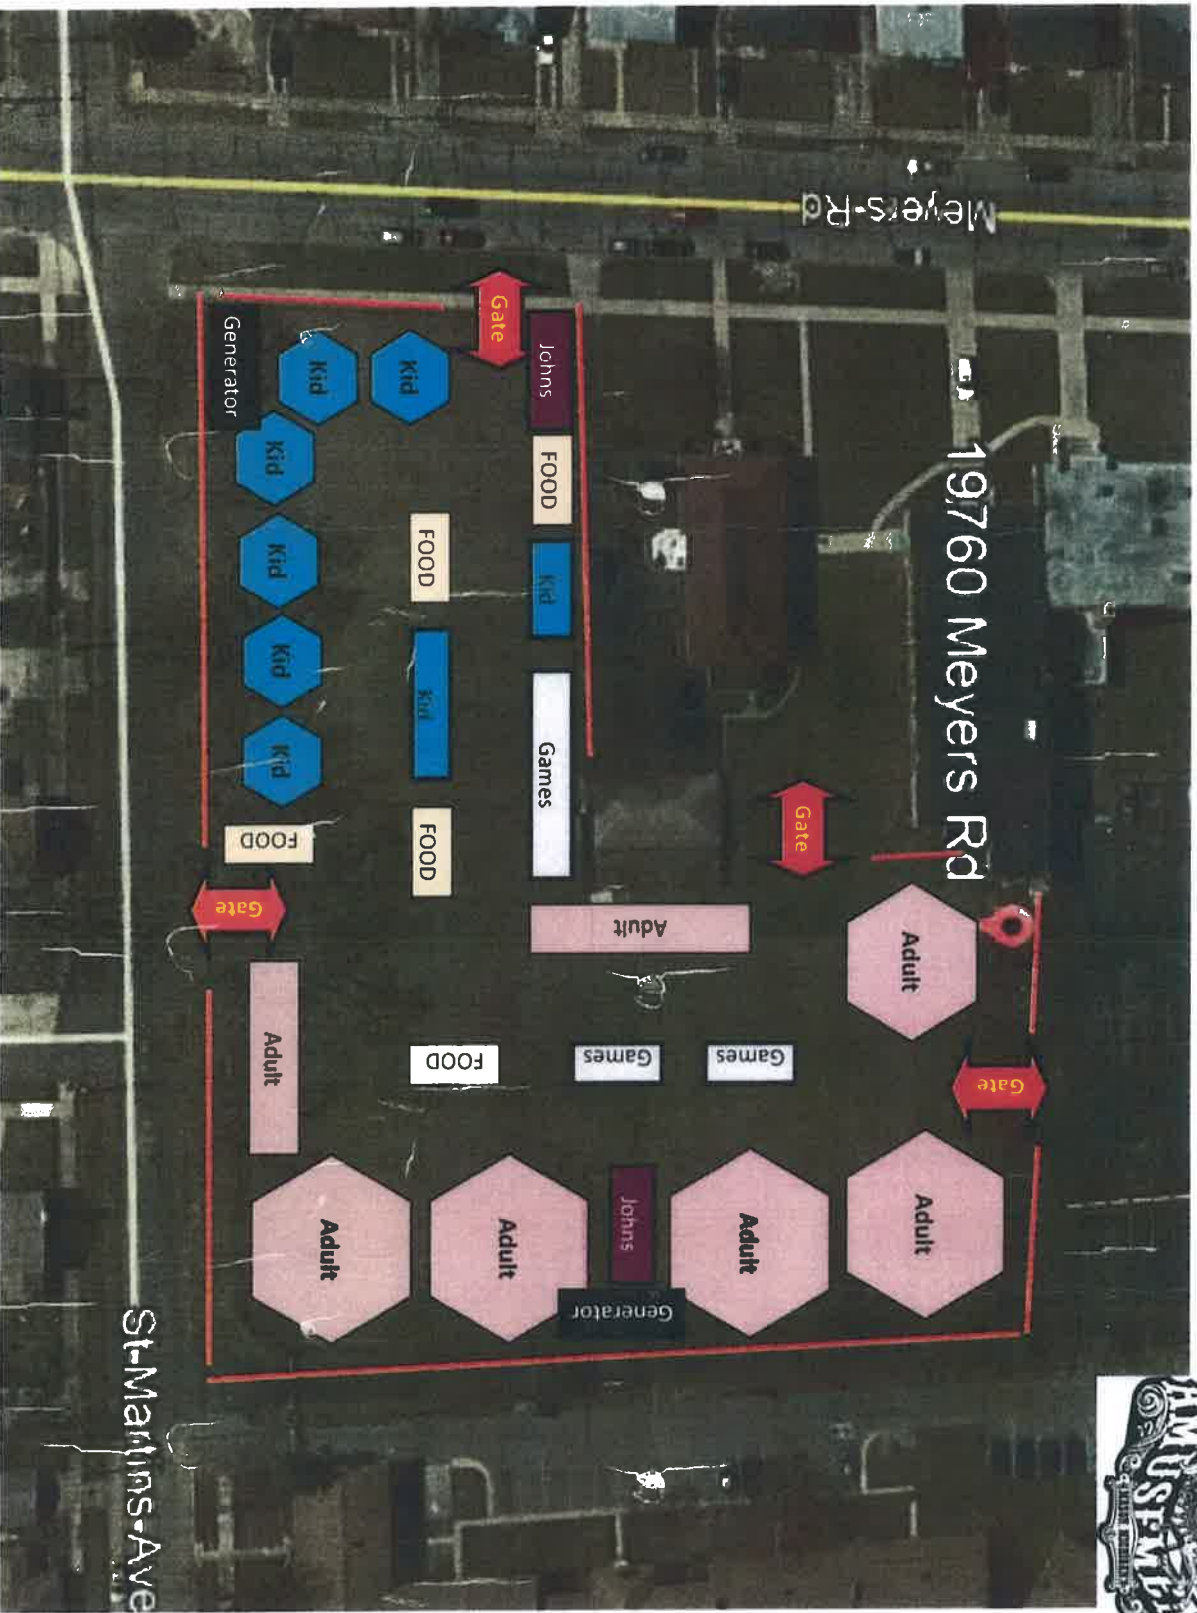 Meyers-Rd
19760 Meyers Rd
St-Martins-Ave
Gate
Johns
Generator
Kid
Kid
FOOD
Kid
FOOD
Kid
Kid
Kid
Kid
Games
Kid
FOOD
FOOD
Gate
Gate
Adult
Adult
Adult
FOOD
Games
Games
Gate
Adult
Adult
Johns
Generator
Adult
Adult